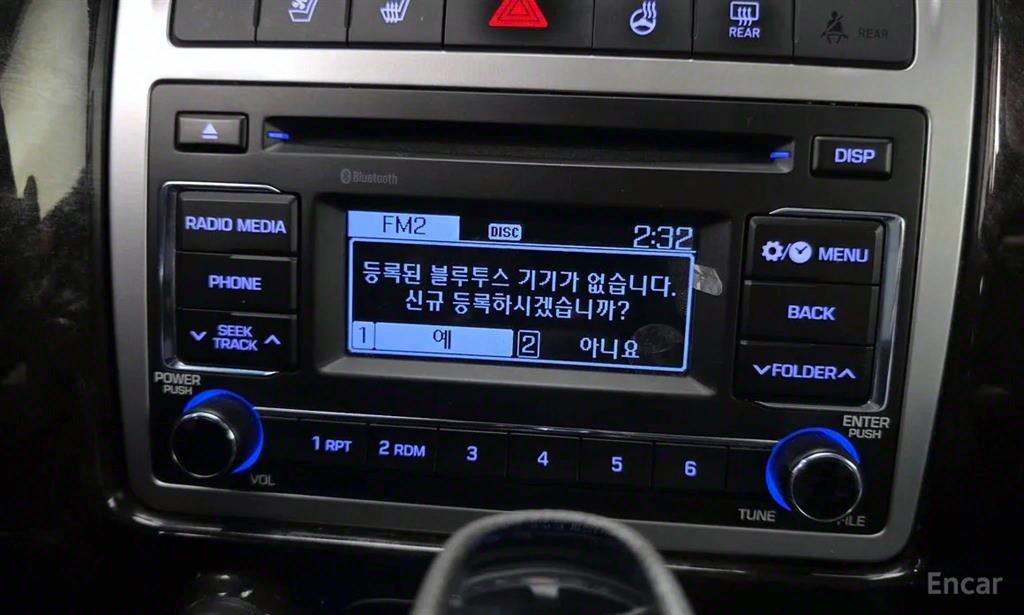 REAR
REAR
DISP
Bluetooth
RADIO MEDIA
FM2
DISC
2:32
MENU
PHONE
등록된 블루투스 기기가 없습니다.
신규 등록하시겠습니까?
BACK
SEEK
TRACK
1 예 2 아니요
FOLDER
POWER
PUSH
ENTER
PUSH
1 RPT 2 RDM 3 4 5 6
VOL
TUNE
FILE
Encar